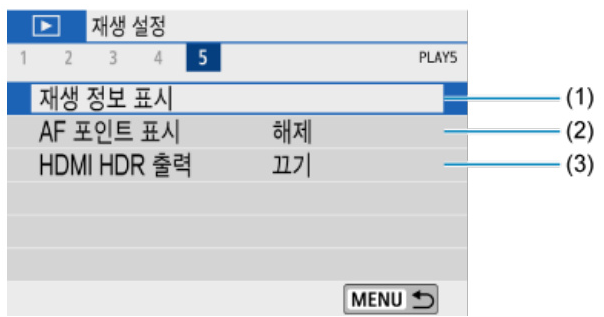 재생 설정
1 2 3 4 5 PLAY5
재생 정보 표시 (1)
AF 포인트 표시 해제 (2)
HDMI HDR 출력 끄기 (3)
MENU